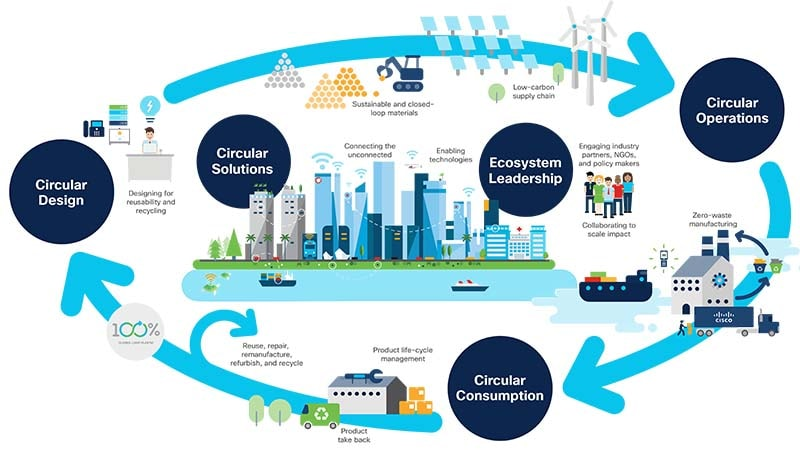 Circular
Design
Designing for
reusability and
recycling
Sustainable and closed-
loop materials
Low-carbon
supply chain
Circular
Operations
Circular
Solutions
Connecting the
unconnected
Enabling
technologies
Ecosystem
Leadership
Engaging industry
partners, NGOs,
and policy makers
Collaborating to
scale impact
Zero-waste
manufacturing
CISCO
Circular
Consumption
Product life-cycle
management
Product
take back
Reuse, repair,
remanufacture,
refurbish, and recycle
100%